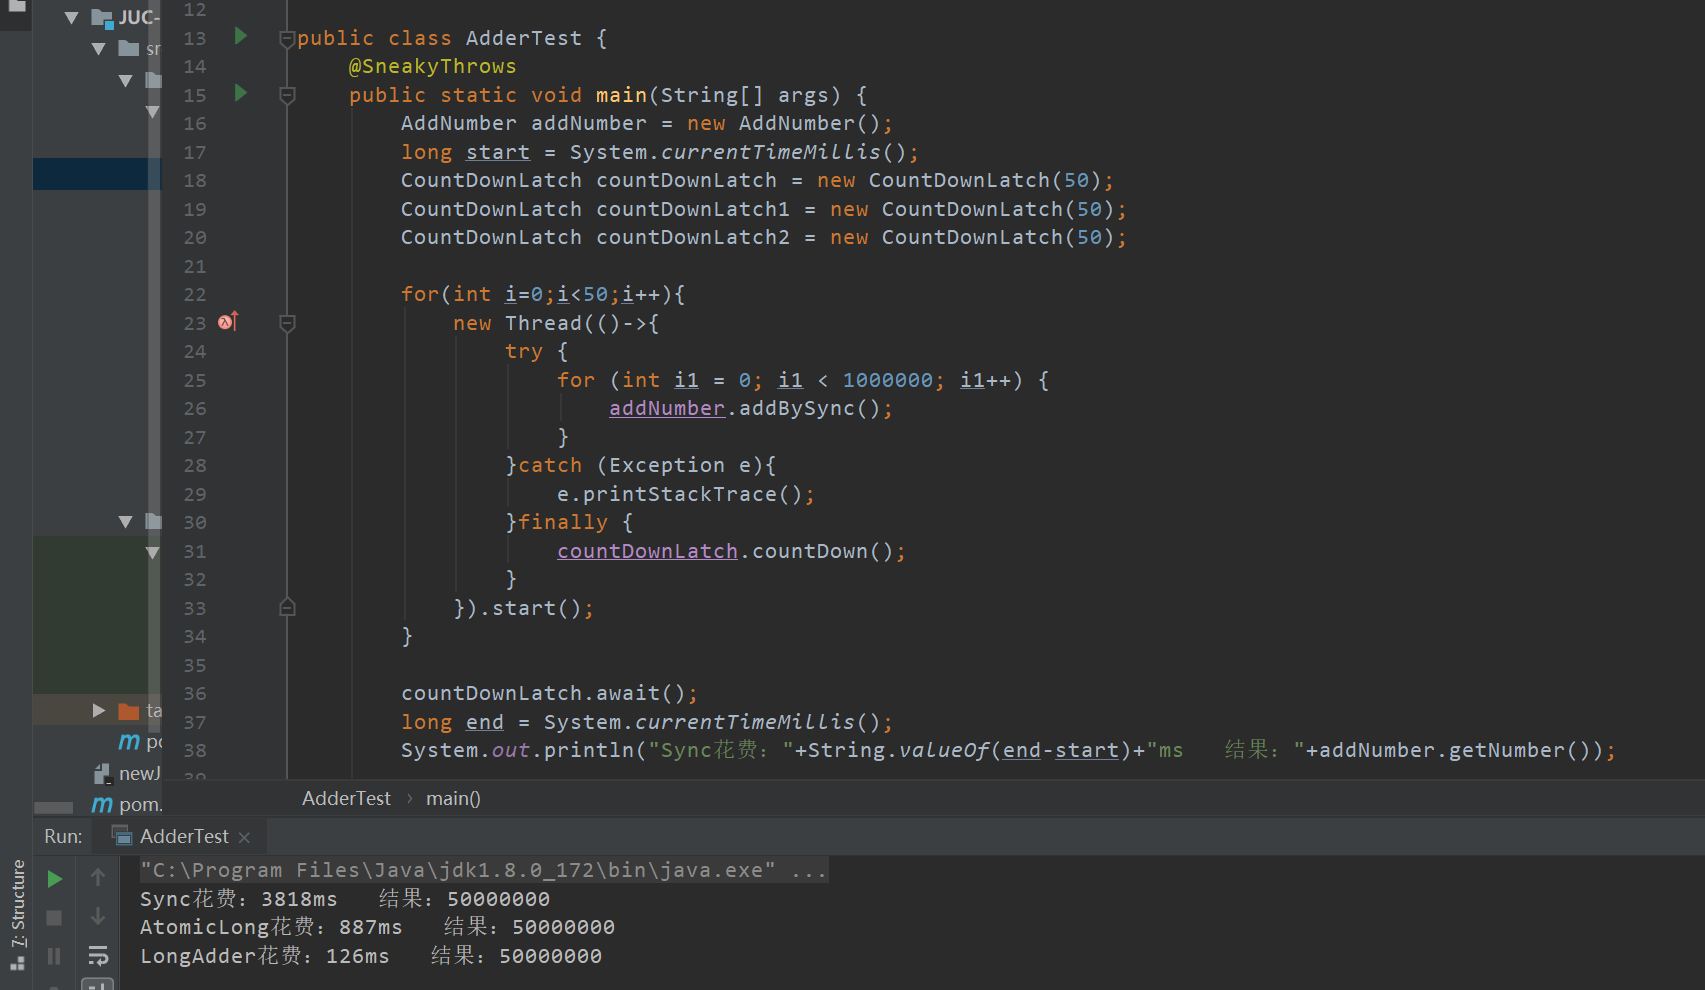 JUC-
sr
ta
po
newJ
pom.
12
13 public class AdderTest {
14 @SneakyThrows
15 public static void main(String[] args) {
16 AddNumber addNumber = new AddNumber();
17 long start = System.currentTimeMillis();
18 CountDownLatch countDownLatch = new CountDownLatch(50);
19 CountDownLatch countDownLatch1 = new CountDownLatch(50);
20 CountDownLatch countDownLatch2 = new CountDownLatch(50);
21
22 for(int i=0;i<50;i++){
23 new Thread(()->{
24 try {
25 for (int i1 = 0; i1 < 1000000; i1++) {
26 addNumber.addBySync();
27 }
28 }catch (Exception e){
29 e.printStackTrace();
30 }finally {
31 countDownLatch.countDown();
32 }
33 }).start();
34 }
35
36 countDownLatch.await();
37 long end = System.currentTimeMillis();
38 System.out.println("Sync花费："+String.valueOf(end-start)+"ms   结果："+addNumber.getNumber());
AdderTest › main()
Run: AdderTest
7: Structure
"C:\Program Files\Java\jdk1.8.0_172\bin\java.exe" ...
Sync花费：3818ms   结果：50000000
AtomicLong花费：887ms   结果：50000000
LongAdder花费：126ms   结果：50000000